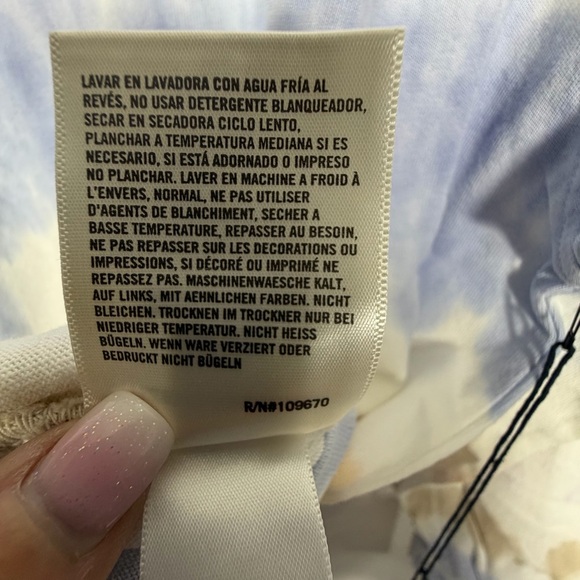 LAVAR EN LAVADORA CON AGUA FRÍA AL
REVÉS, NO USAR DETERGENTE BLANQUEADOR,
SECAR EN SECADORA CICLO LENTO,
PLANCHAR A TEMPERATURA MEDIANA SI ES
NECESARIO, SI ESTÁ ADORNADO O IMPRESO
NO PLANCHAR. LAVER EN MACHINE A FROID À
L'ENVERS, NORMAL, NE PAS UTILISER
D'AGENTS DE BLANCHIMENT, SECHER A
BASSE TEMPERATURE, REPASSER AU BESOIN,
NE PAS REPASSER SUR LES DECORATIONS OU
IMPRESSIONS, SI DÉCORÉ OU IMPRIMÉ NE
REPASSEZ PAS. MASCHINENWAESCHE KALT,
AUF LINKS, MIT AEHNLICHEN FARBEN. NICHT
BLEICHEN. TROCKNEN IM TROCKNER NUR BEI
NIEDRIGER TEMPERATUR. NICHT HEISS
BÜGELN. WENN WARE VERZIERT ODER
BEDRUCKT NICHT BÜGELN
R/N#109670